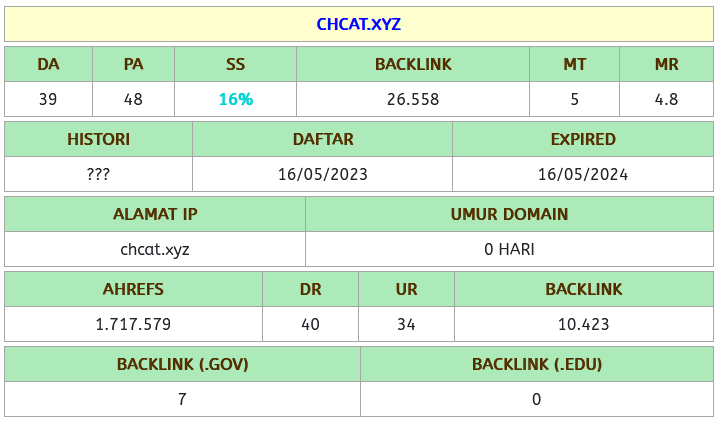 CHCAT.XYZ
DA PA SS BACKLINK MT MR
39 48 16% 26.558 5 4.8
HISTORI DAFTAR EXPIRED
??? 16/05/2023 16/05/2024
ALAMAT IP UMUR DOMAIN
chcat.xyz 0 HARI
AHREFS DR UR BACKLINK
1.717.579 40 34 10.423
BACKLINK (.GOV) BACKLINK (.EDU)
7 0